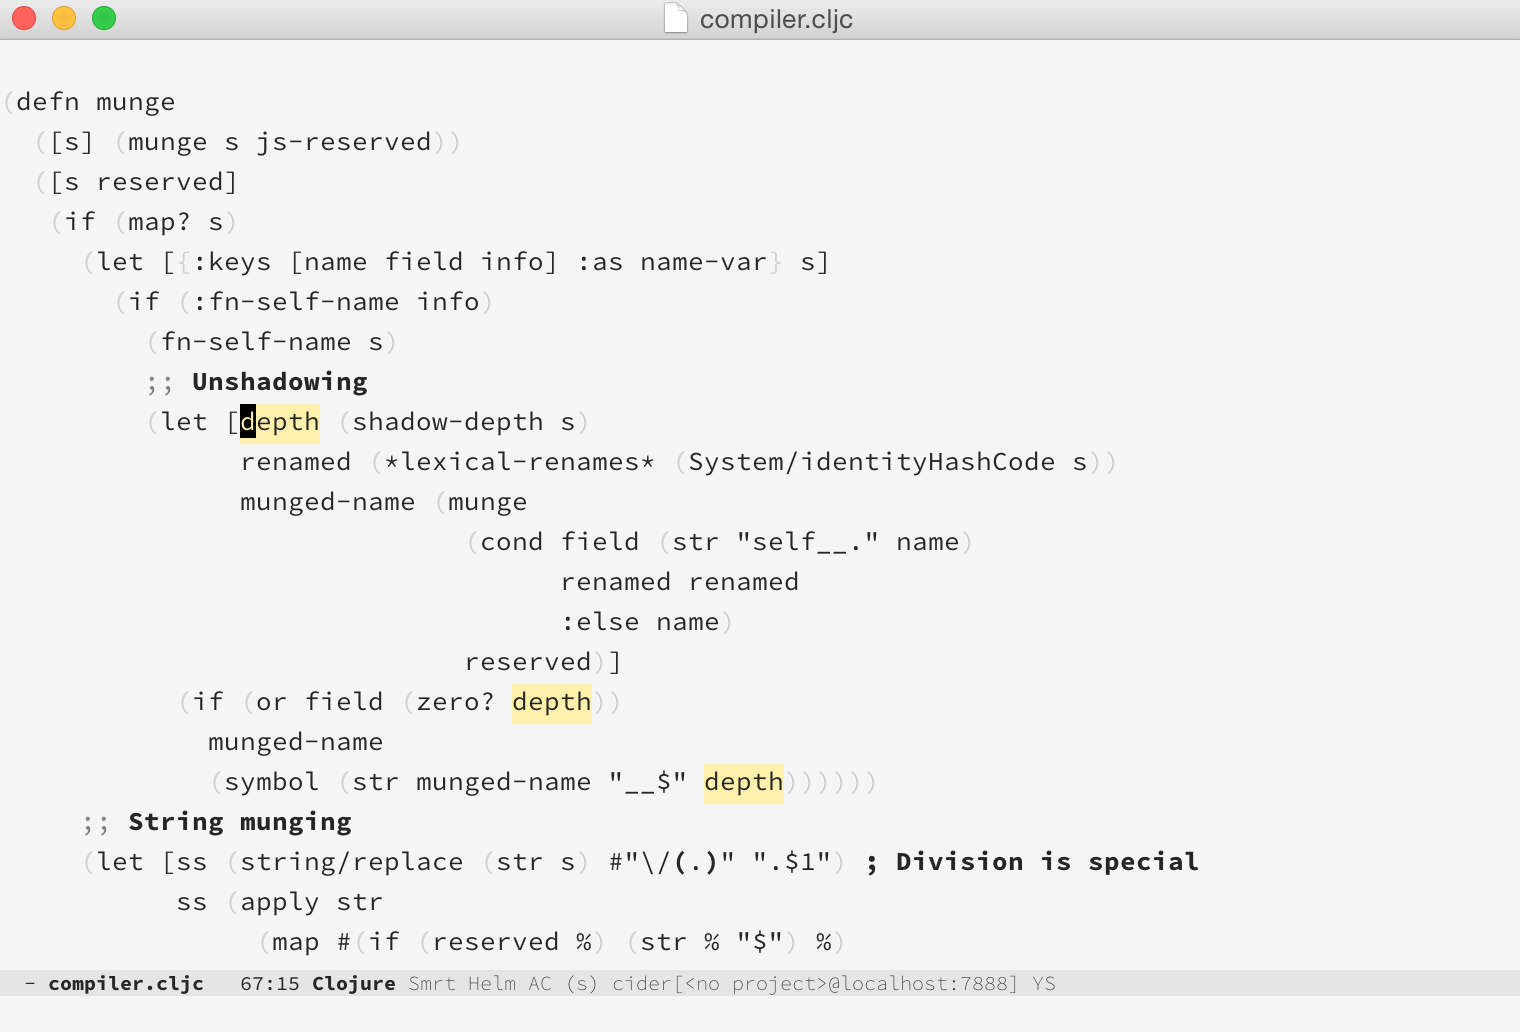 compiler.cljc
(defn munge
  ([s] (munge s js-reserved))
  ([s reserved]
   (if (map? s)
     (let [{:keys [name field info] :as name-var} s]
       (if (:fn-self-name info)
         (fn-self-name s)
         ;; Unshadowing
         (let [depth (shadow-depth s)
               renamed (*lexical-renames* (System/identityHashCode s))
               munged-name (munge
                             (cond field (str "self__." name)
                                   renamed renamed
                                   :else name)
                             reserved)]
           (if (or field (zero? depth))
             munged-name
             (symbol (str munged-name "__$" depth))))))
     ;; String munging
     (let [ss (string/replace (str s) #"\/(.)" ".$1") ; Division is special
           ss (apply str
                (map #(if (reserved %) (str % "$") %)
- compiler.cljc   67:15 Clojure Smrt Helm AC (s) cider[<no project>@localhost:7888] YS